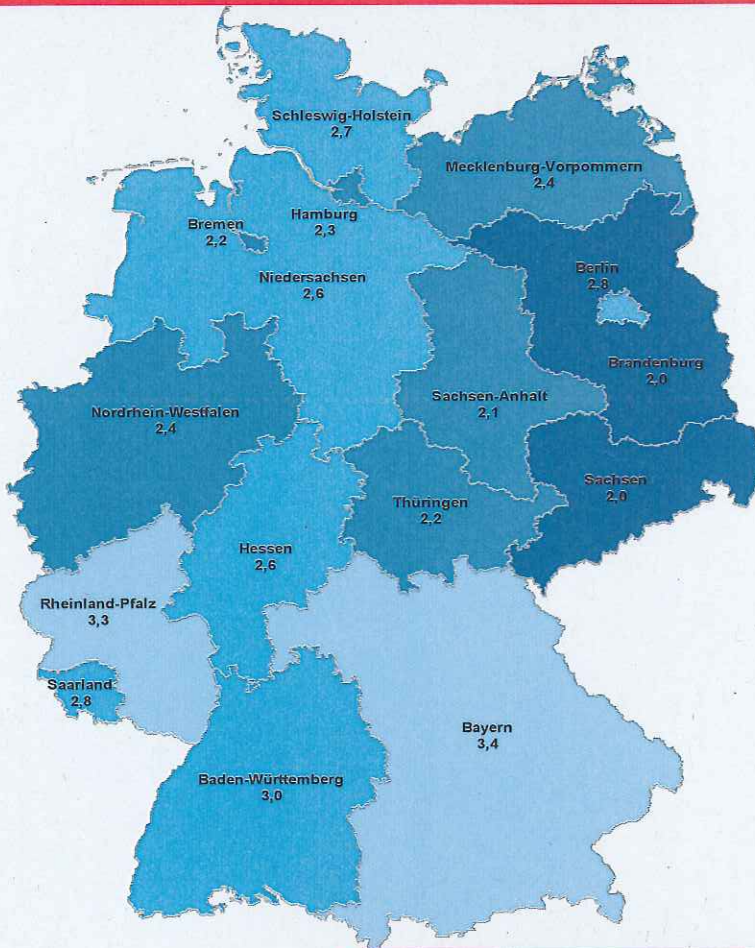 Schleswig-Holstein
2,7
Mecklenburg-Vorpommern
2,4
Hamburg
2,3
Bremen
2,2
Niedersachsen
2,6
Berlin
2,8
Brandenburg
2,0
Sachsen-Anhalt
2,1
Nordrhein-Westfalen
2,4
Sachsen
2,0
Thüringen
2,2
Hessen
2,6
Rheinland-Pfalz
3,3
Saarland
2,8
Bayern
3,4
Baden-Württemberg
3,0